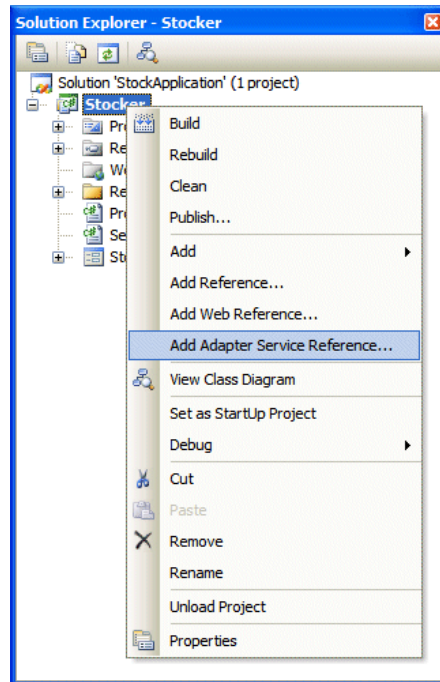 Solution Explorer - Stocker
Solution 'StockApplication' (1 project)
Stocker
Build
Rebuild
Clean
Publish...
Add
Add Reference...
Add Web Reference...
Add Adapter Service Reference...
View Class Diagram
Set as StartUp Project
Debug
Cut
Paste
Remove
Rename
Unload Project
Properties